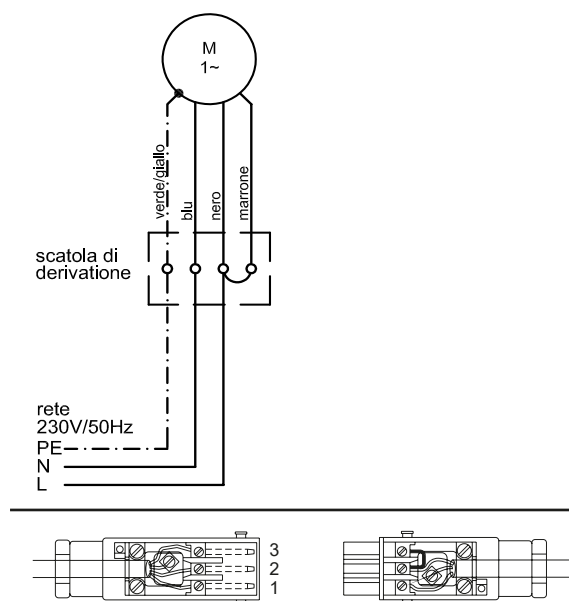 M
1~
verde/giallo
blu
nero
marrone
scatola di
derivatione
rete
230V/50Hz
PE
N
L
3
2
1